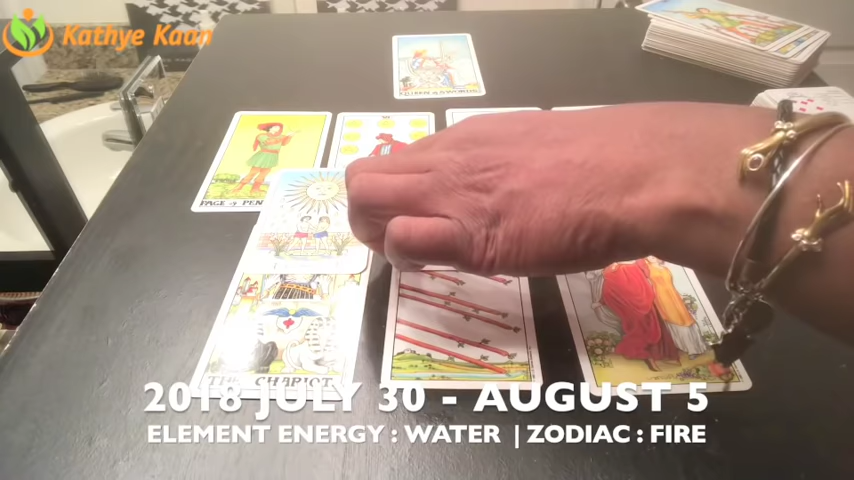 Kathye Kaan
QUEEN of SWORDS
PAGE of PEN
THE CHARIOT
2018 JULY 30 - AUGUST 5
ELEMENT ENERGY : WATER | ZODIAC : FIRE